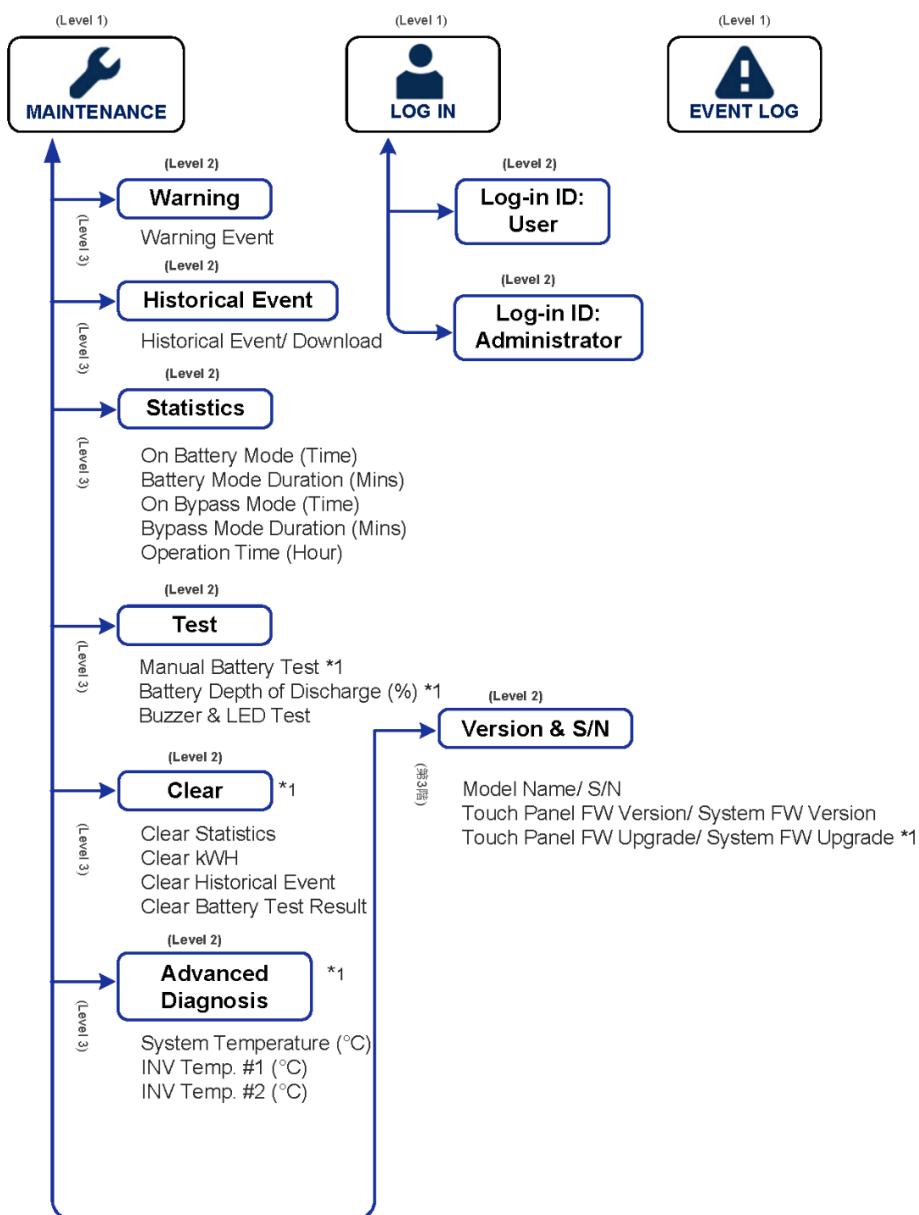 (Level 1)
MAINTENANCE
(Level 2)
Warning
(Level 3)
Warning Event
(Level 2)
Historical Event
(Level 3)
Historical Event/ Download
(Level 2)
Statistics
(Level 3)
On Battery Mode (Time)
Battery Mode Duration (Mins)
On Bypass Mode (Time)
Bypass Mode Duration (Mins)
Operation Time (Hour)
(Level 2)
Test
(Level 3)
Manual Battery Test *1
Battery Depth of Discharge (%) *1
Buzzer & LED Test
(Level 2)
Clear *1
(Level 3)
Clear Statistics
Clear kWH
Clear Historical Event
Clear Battery Test Result
(Level 2)
Advanced
Diagnosis
*1
(Level 3)
System Temperature (°C)
INV Temp. #1 (°C)
INV Temp. #2 (°C)
(Level 2)
Version & S/N
(第3階)
Model Name/ S/N
Touch Panel FW Version/ System FW Version
Touch Panel FW Upgrade/ System FW Upgrade *1
(Level 1)
LOG IN
(Level 2)
Log-in ID:
User
(Level 2)
Log-in ID:
Administrator
(Level 1)
EVENT LOG